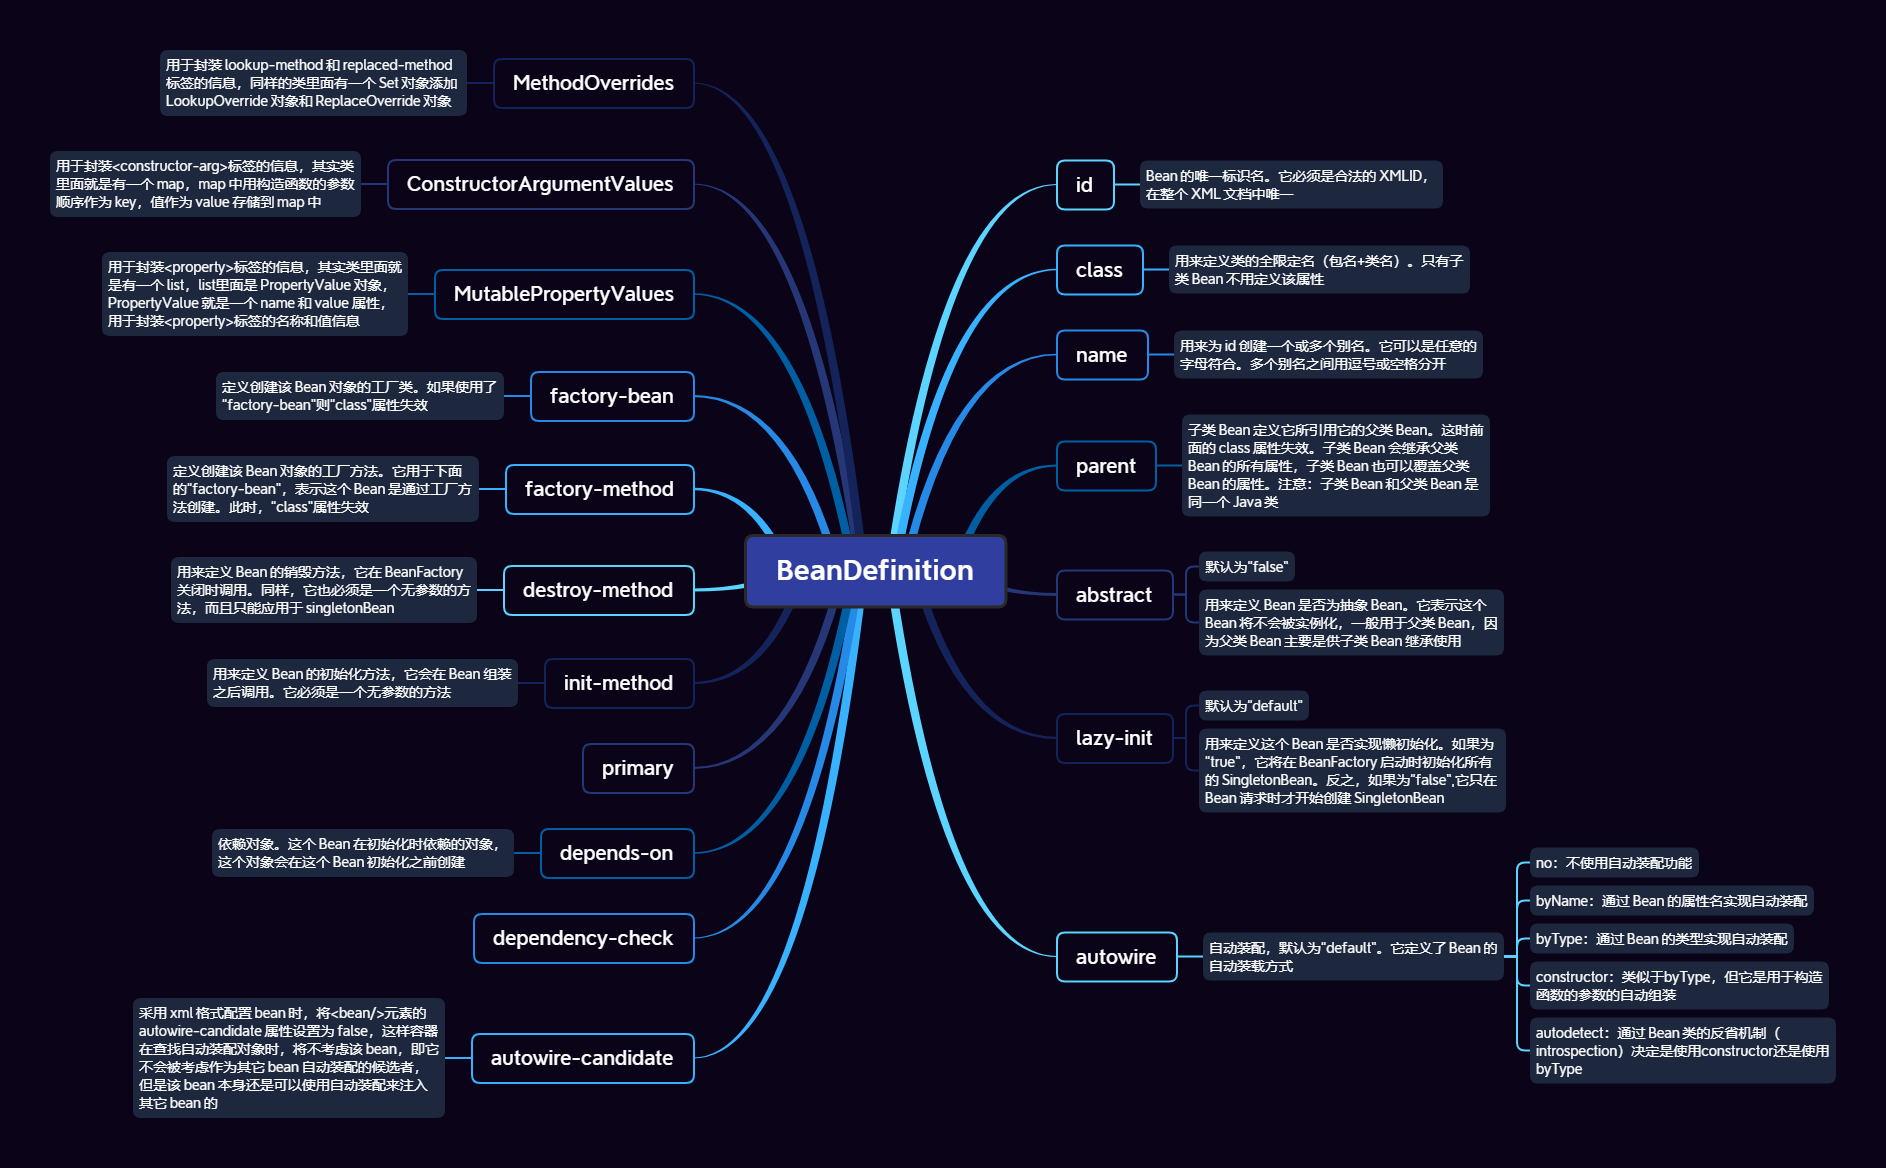 BeanDefinition
MethodOverrides
用于封装 lookup-method 和 replaced-method
标签的信息，同样的类里面有一个 Set 对象添加
LookupOverride 对象和 ReplaceOverride 对象
ConstructorArgumentValues
用于封装<constructor-arg>标签的信息，其实类
里面就是有一个 map，map 中用构造函数的参数
顺序作为 key，值作为 value 存储到 map 中
MutablePropertyValues
用于封装<property>标签的信息，其实类里面就
是有一个 list，list里面是 PropertyValue 对象，
PropertyValue 就是一个 name 和 value 属性，
用于封装<property>标签的名称和值信息
factory-bean
定义创建该 Bean 对象的工厂类。如果使用了
"factory-bean"则"class"属性失效
factory-method
定义创建该 Bean 对象的工厂方法。它用于下面
的"factory-bean"，表示这个 Bean 是通过工厂方
法创建。此时，"class"属性失效
destroy-method
用来定义 Bean 的销毁方法，它在 BeanFactory
关闭时调用。同样，它也必须是一个无参数的方
法，而且只能应用于 singletonBean
init-method
用来定义 Bean 的初始化方法，它会在 Bean 组装
之后调用。它必须是一个无参数的方法
primary
depends-on
依赖对象。这个 Bean 在初始化时依赖的对象，
这个对象会在这个 Bean 初始化之前创建
dependency-check
autowire-candidate
采用 xml 格式配置 bean 时，将<bean/>元素的
autowire-candidate 属性设置为 false，这样容器
在查找自动装配对象时，将不考虑该 bean，即它
不会被考虑作为其它 bean 自动装配的候选者，
但是该 bean 本身还是可以使用自动装配来注入
其它 bean 的
id
Bean 的唯一标识名。它必须是合法的 XMLID，
在整个 XML 文档中唯一
class
用来定义类的全限定名（包名+类名）。只有子
类 Bean 不用定义该属性
name
用来为 id 创建一个或多个别名。它可以是任意的
字母符合。多个别名之间用逗号或空格分开
parent
子类 Bean 定义它所引用它的父类 Bean。这时前
面的 class 属性失效。子类 Bean 会继承父类
Bean 的所有属性，子类 Bean 也可以覆盖父类
Bean 的属性。注意：子类 Bean 和父类 Bean 是
同一个 Java 类
abstract
默认为"false"
用来定义 Bean 是否为抽象 Bean。它表示这个
Bean 将不会被实例化，一般用于父类 Bean，因
为父类 Bean 主要是供子类 Bean 继承使用
lazy-init
默认为"default"
用来定义这个 Bean 是否实现懒初始化。如果为
"true"，它将在 BeanFactory 启动时初始化所有
的 SingletonBean。反之，如果为"false",它只在
Bean 请求时才开始创建 SingletonBean
autowire
自动装配，默认为"default"。它定义了 Bean 的
自动装载方式
no：不使用自动装配功能
byName：通过 Bean 的属性名实现自动装配
byType：通过 Bean 的类型实现自动装配
constructor：类似于byType，但它是用于构造
函数的参数的自动组装
autodetect：通过 Bean 类的反省机制（
introspection）决定是使用constructor还是使用
byType